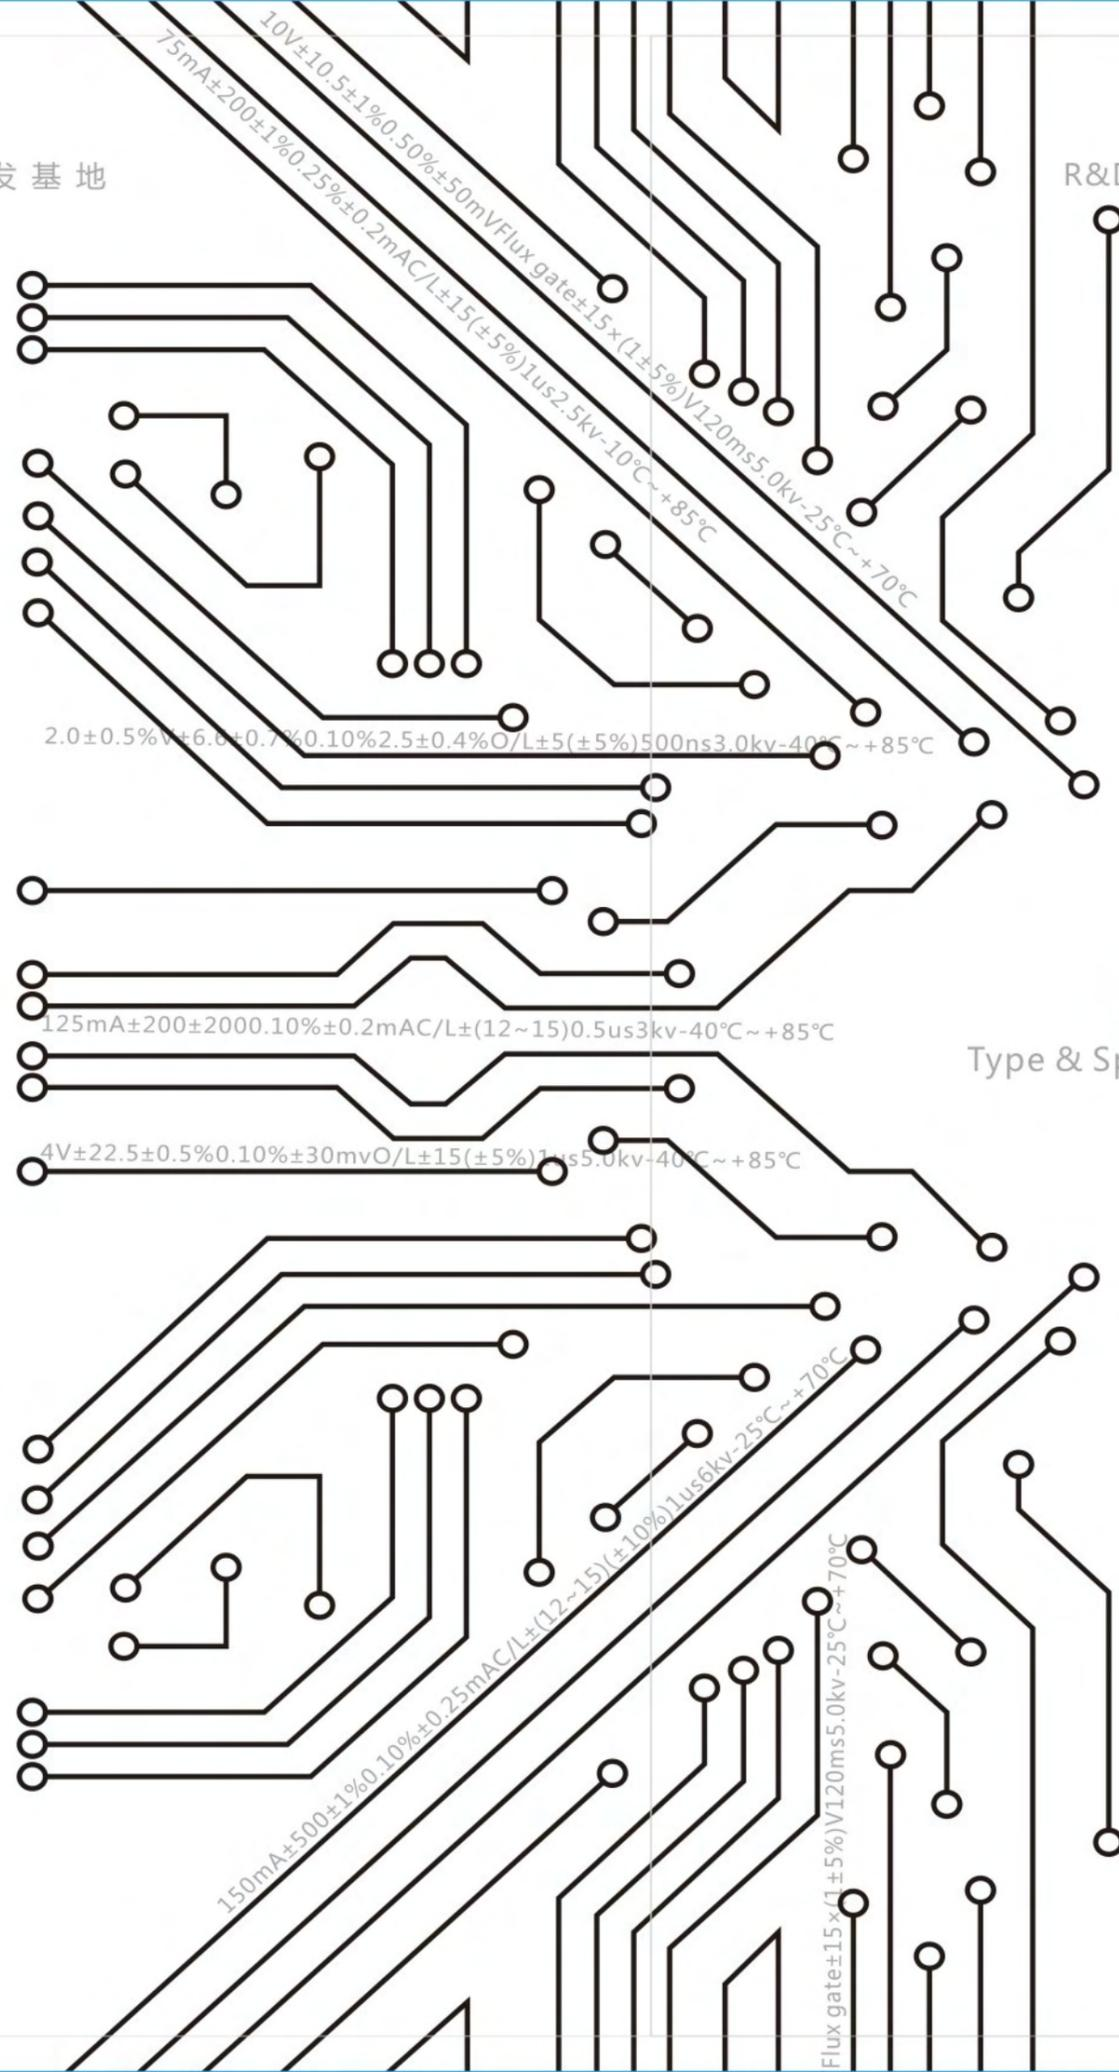 10V±10.5±1%0.50%±50mVFlux gate±15×(1±5%)V120ms5.0kv-25℃~+70℃
75mA±200±1%0.25%±0.2mAC/L±15(±5%)1us2.5kv-10℃~+85℃
发 基 地
R&D
2.0±0.5%V±6.6±0.7%0.10%2.5±0.4%O/L±5(±5%)500ns3.0kv-40℃~+85℃
125mA±200±2000.10%±0.2mAC/L±(12~15)0.5us3kv-40℃~+85℃
Type & Sp
4V±22.5±0.5%0.10%±30mvO/L±15(±5%)1us5.0kv-40℃~+85℃
150mA±500±1%0.10%±0.25mAC/L±(12~15)(±10%)1us6kv-25℃~+70℃
Flux gate±15×(1±5%)V120ms5.0kv-25℃~+70℃